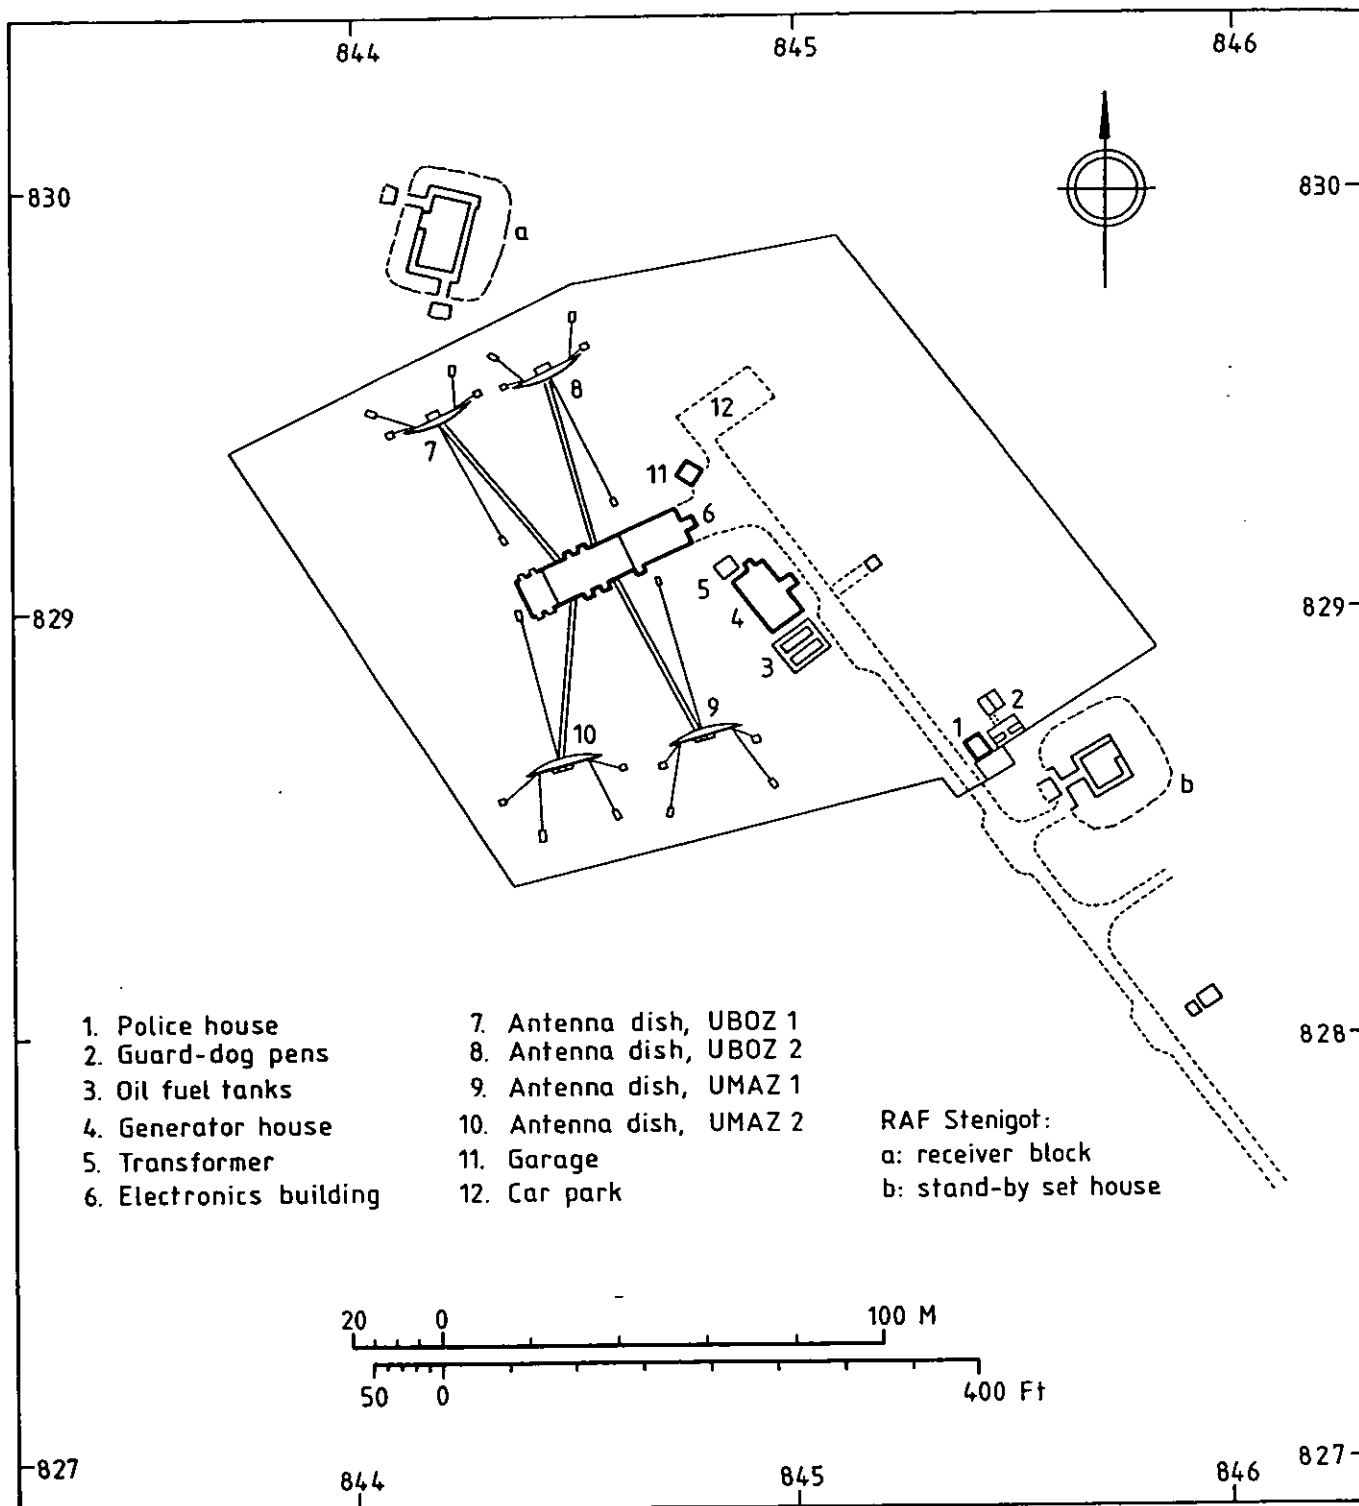 844 845 846
830 830
a
8
7
12
11
6
5
4
3
829 829
9
10
1 2
b
1. Police house
2. Guard-dog pens
3. Oil fuel tanks
4. Generator house
5. Transformer
6. Electronics building
7. Antenna dish, UBOZ 1
8. Antenna dish, UBOZ 2
9. Antenna dish, UMAZ 1
10. Antenna dish, UMAZ 2
11. Garage
12. Car park
828
RAF Stenigot:
a: receiver block
b: stand-by set house
20 0 100 M
50 0 400 Ft
827 827
844 845 846